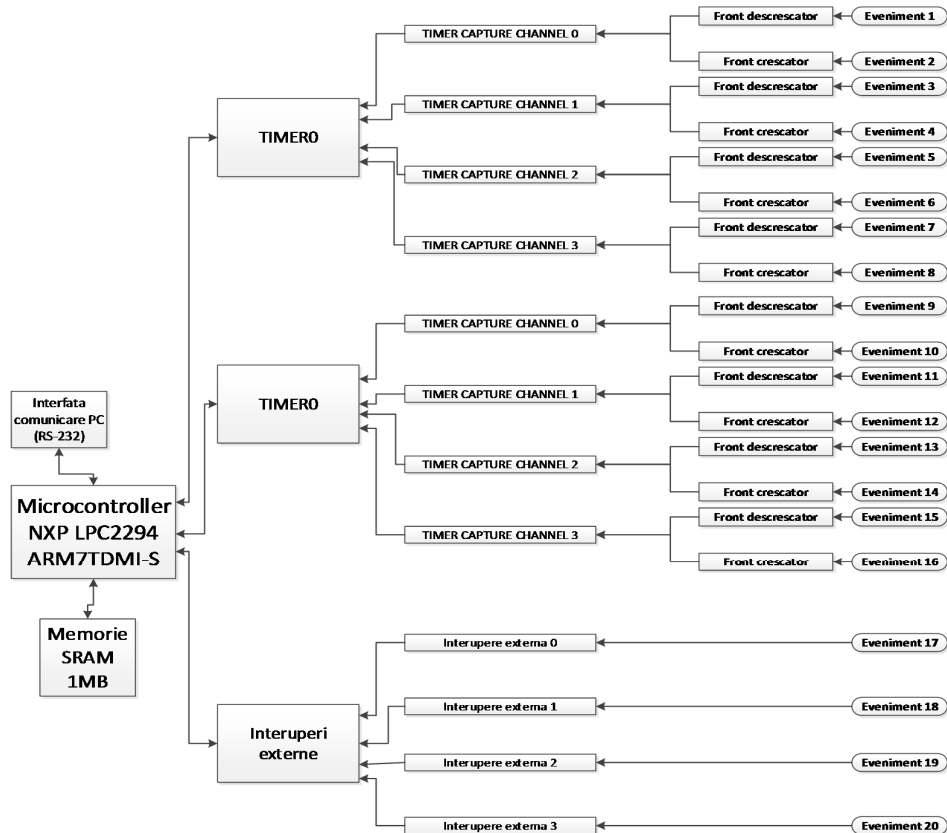 Front descrescator
Eveniment 1
TIMER CAPTURE CHANNEL 0
Front crescator
Eveniment 2
Front descrescator
Eveniment 3
TIMER CAPTURE CHANNEL 1
Front crescator
Eveniment 4
TIMER0
Front descrescator
Eveniment 5
TIMER CAPTURE CHANNEL 2
Front crescator
Eveniment 6
Front descrescator
Eveniment 7
TIMER CAPTURE CHANNEL 3
Front crescator
Eveniment 8
Front descrescator
Eveniment 9
TIMER CAPTURE CHANNEL 0
Front crescator
Eveniment 10
Front descrescator
Eveniment 11
TIMER CAPTURE CHANNEL 1
TIMER0
Front crescator
Eveniment 12
Front descrescator
Eveniment 13
TIMER CAPTURE CHANNEL 2
Front crescator
Eveniment 14
Front descrescator
Eveniment 15
TIMER CAPTURE CHANNEL 3
Front crescator
Eveniment 16
Interfata
comunicare PC
(RS-232)
Microcontroller
NXP LPC2294
ARM7TDMI-S
Memorie
SRAM
1MB
Interupere externa 0
Eveniment 17
Interupere externa 1
Eveniment 18
Interuperi
externe
Interupere externa 2
Eveniment 19
Interupere externa 3
Eveniment 20